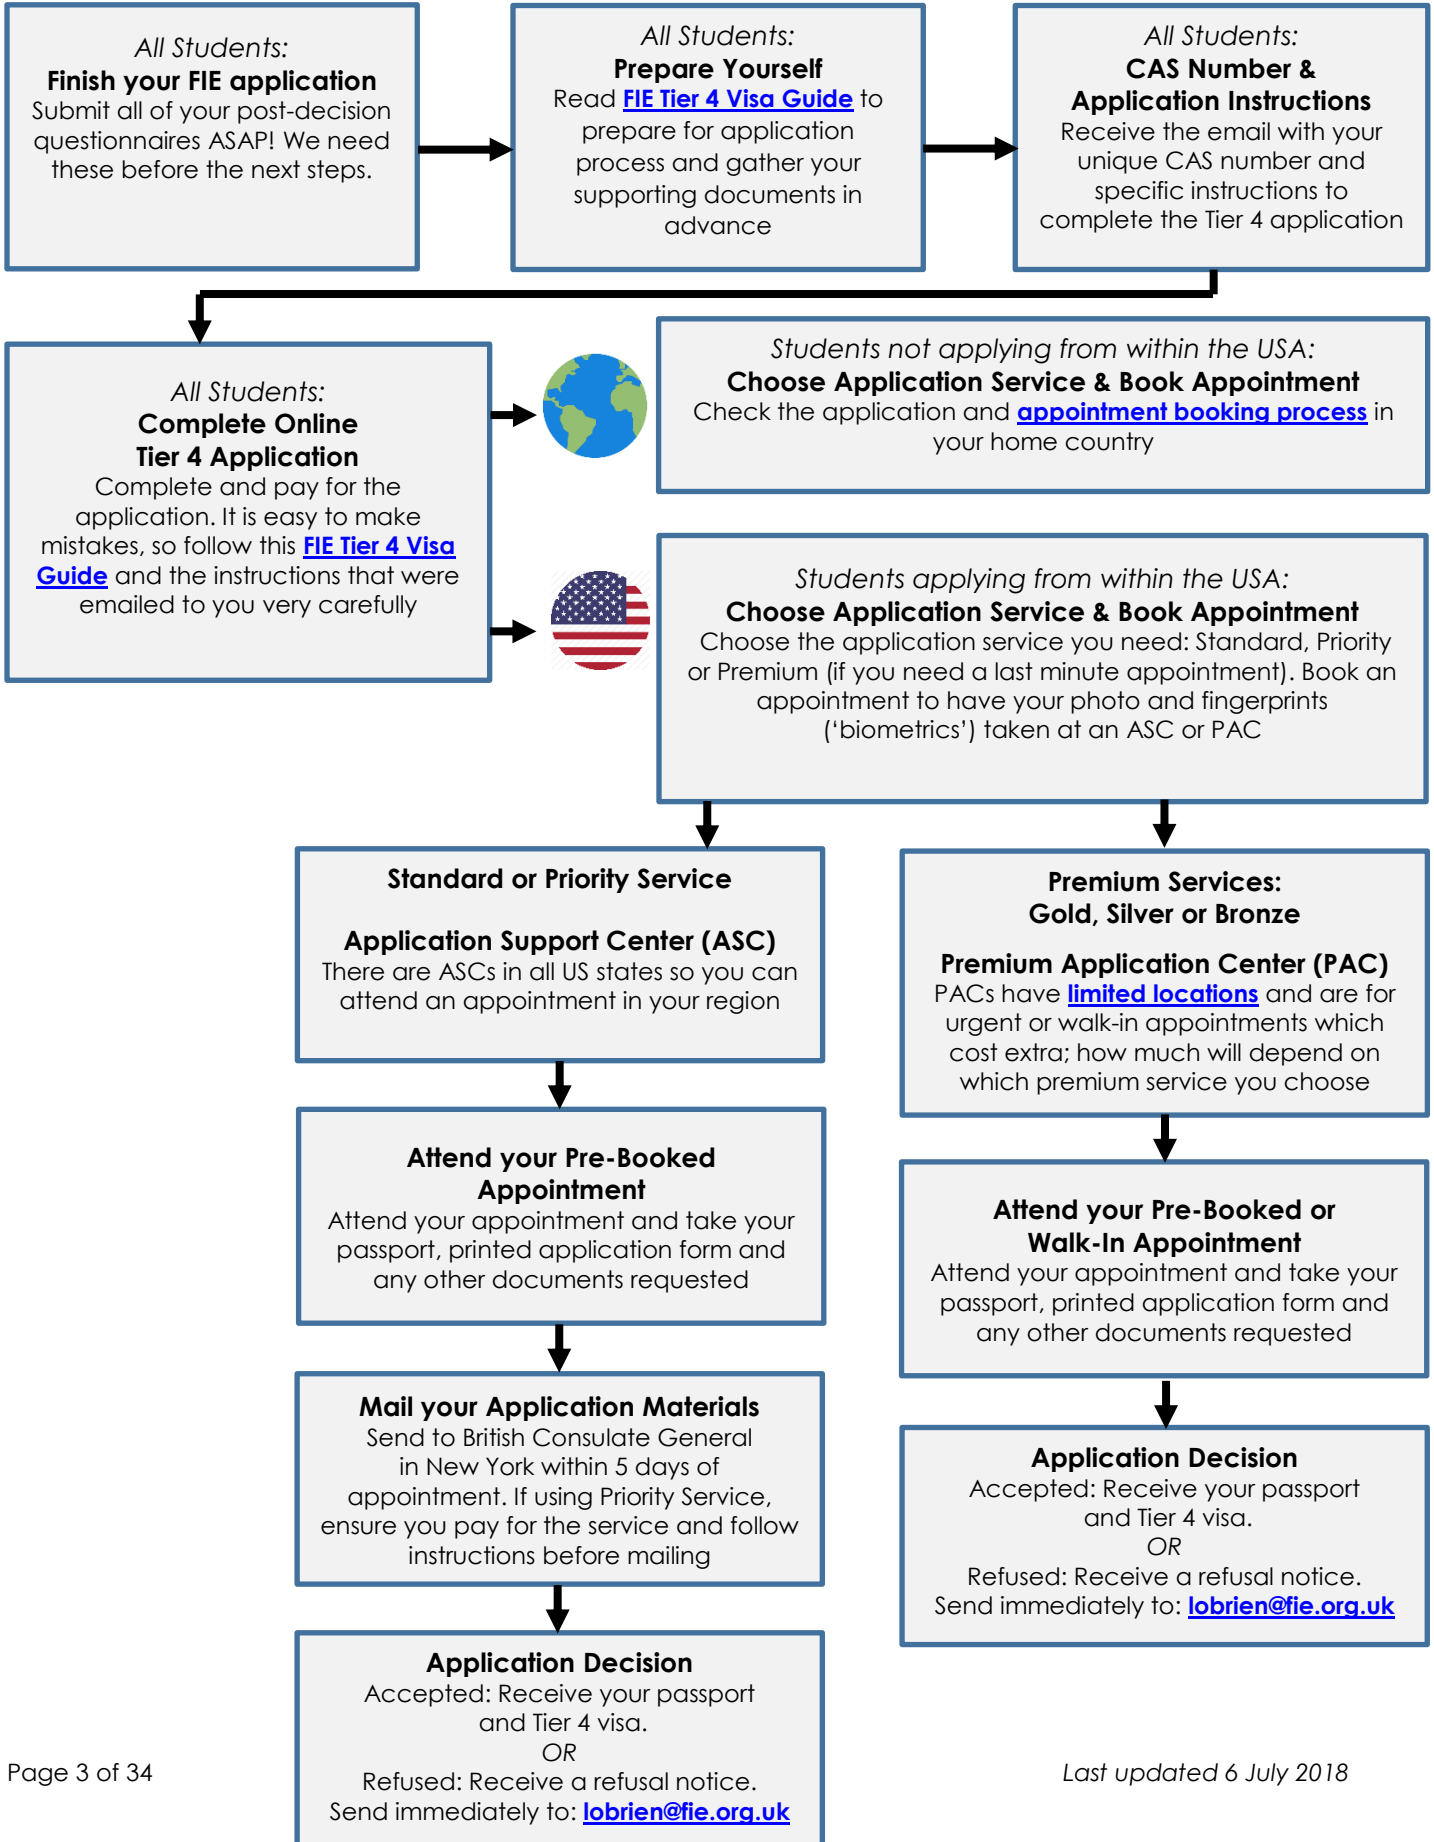 All Students:
Finish your FIE application
Submit all of your post-decision
questionnaires ASAP! We need
these before the next steps.
All Students:
Prepare Yourself
Read FIE Tier 4 Visa Guide to
prepare for application
process and gather your
supporting documents in
advance
All Students:
CAS Number &
Application Instructions
Receive the email with your
unique CAS number and
specific instructions to
complete the Tier 4 application
All Students:
Complete Online
Tier 4 Application
Complete and pay for the
application. It is easy to make
mistakes, so follow this FIE Tier 4 Visa
Guide and the instructions that were
emailed to you very carefully
Students not applying from within the USA:
Choose Application Service & Book Appointment
Check the application and appointment booking process in
your home country
Students applying from within the USA:
Choose Application Service & Book Appointment
Choose the application service you need: Standard, Priority
or Premium (if you need a last minute appointment). Book an
appointment to have your photo and fingerprints
(‘biometrics’) taken at an ASC or PAC
Standard or Priority Service
Application Support Center (ASC)
There are ASCs in all US states so you can
attend an appointment in your region
Attend your Pre-Booked
Appointment
Attend your appointment and take your
passport, printed application form and
any other documents requested
Mail your Application Materials
Send to British Consulate General
in New York within 5 days of
appointment. If using Priority Service,
ensure you pay for the service and follow
instructions before mailing
Application Decision
Accepted: Receive your passport
and Tier 4 visa.
OR
Refused: Receive a refusal notice.
Send immediately to: lobrien@fie.org.uk
Premium Services:
Gold, Silver or Bronze
Premium Application Center (PAC)
PACs have limited locations and are for
urgent or walk-in appointments which
cost extra; how much will depend on
which premium service you choose
Attend your Pre-Booked or
Walk-In Appointment
Attend your appointment and take your
passport, printed application form and
any other documents requested
Application Decision
Accepted: Receive your passport
and Tier 4 visa.
OR
Refused: Receive a refusal notice.
Send immediately to: lobrien@fie.org.uk
Page 3 of 34
Last updated 6 July 2018